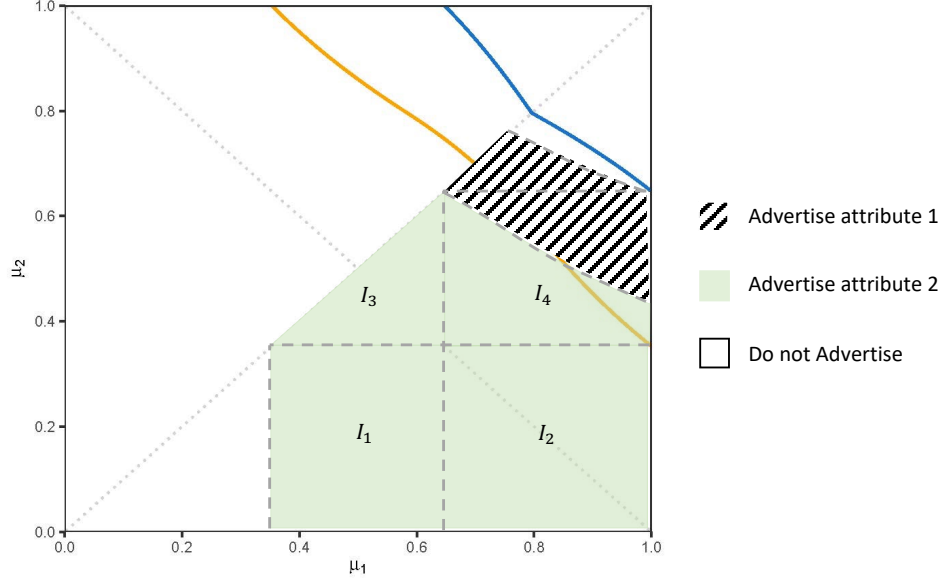 1.0
0.8
0.6
0.4
0.2
0.0
μ2
I3
I4
I1
I2
0.0 0.2 0.4 0.6 0.8 1.0
μ1
Advertise attribute 1
Advertise attribute 2
Do not Advertise